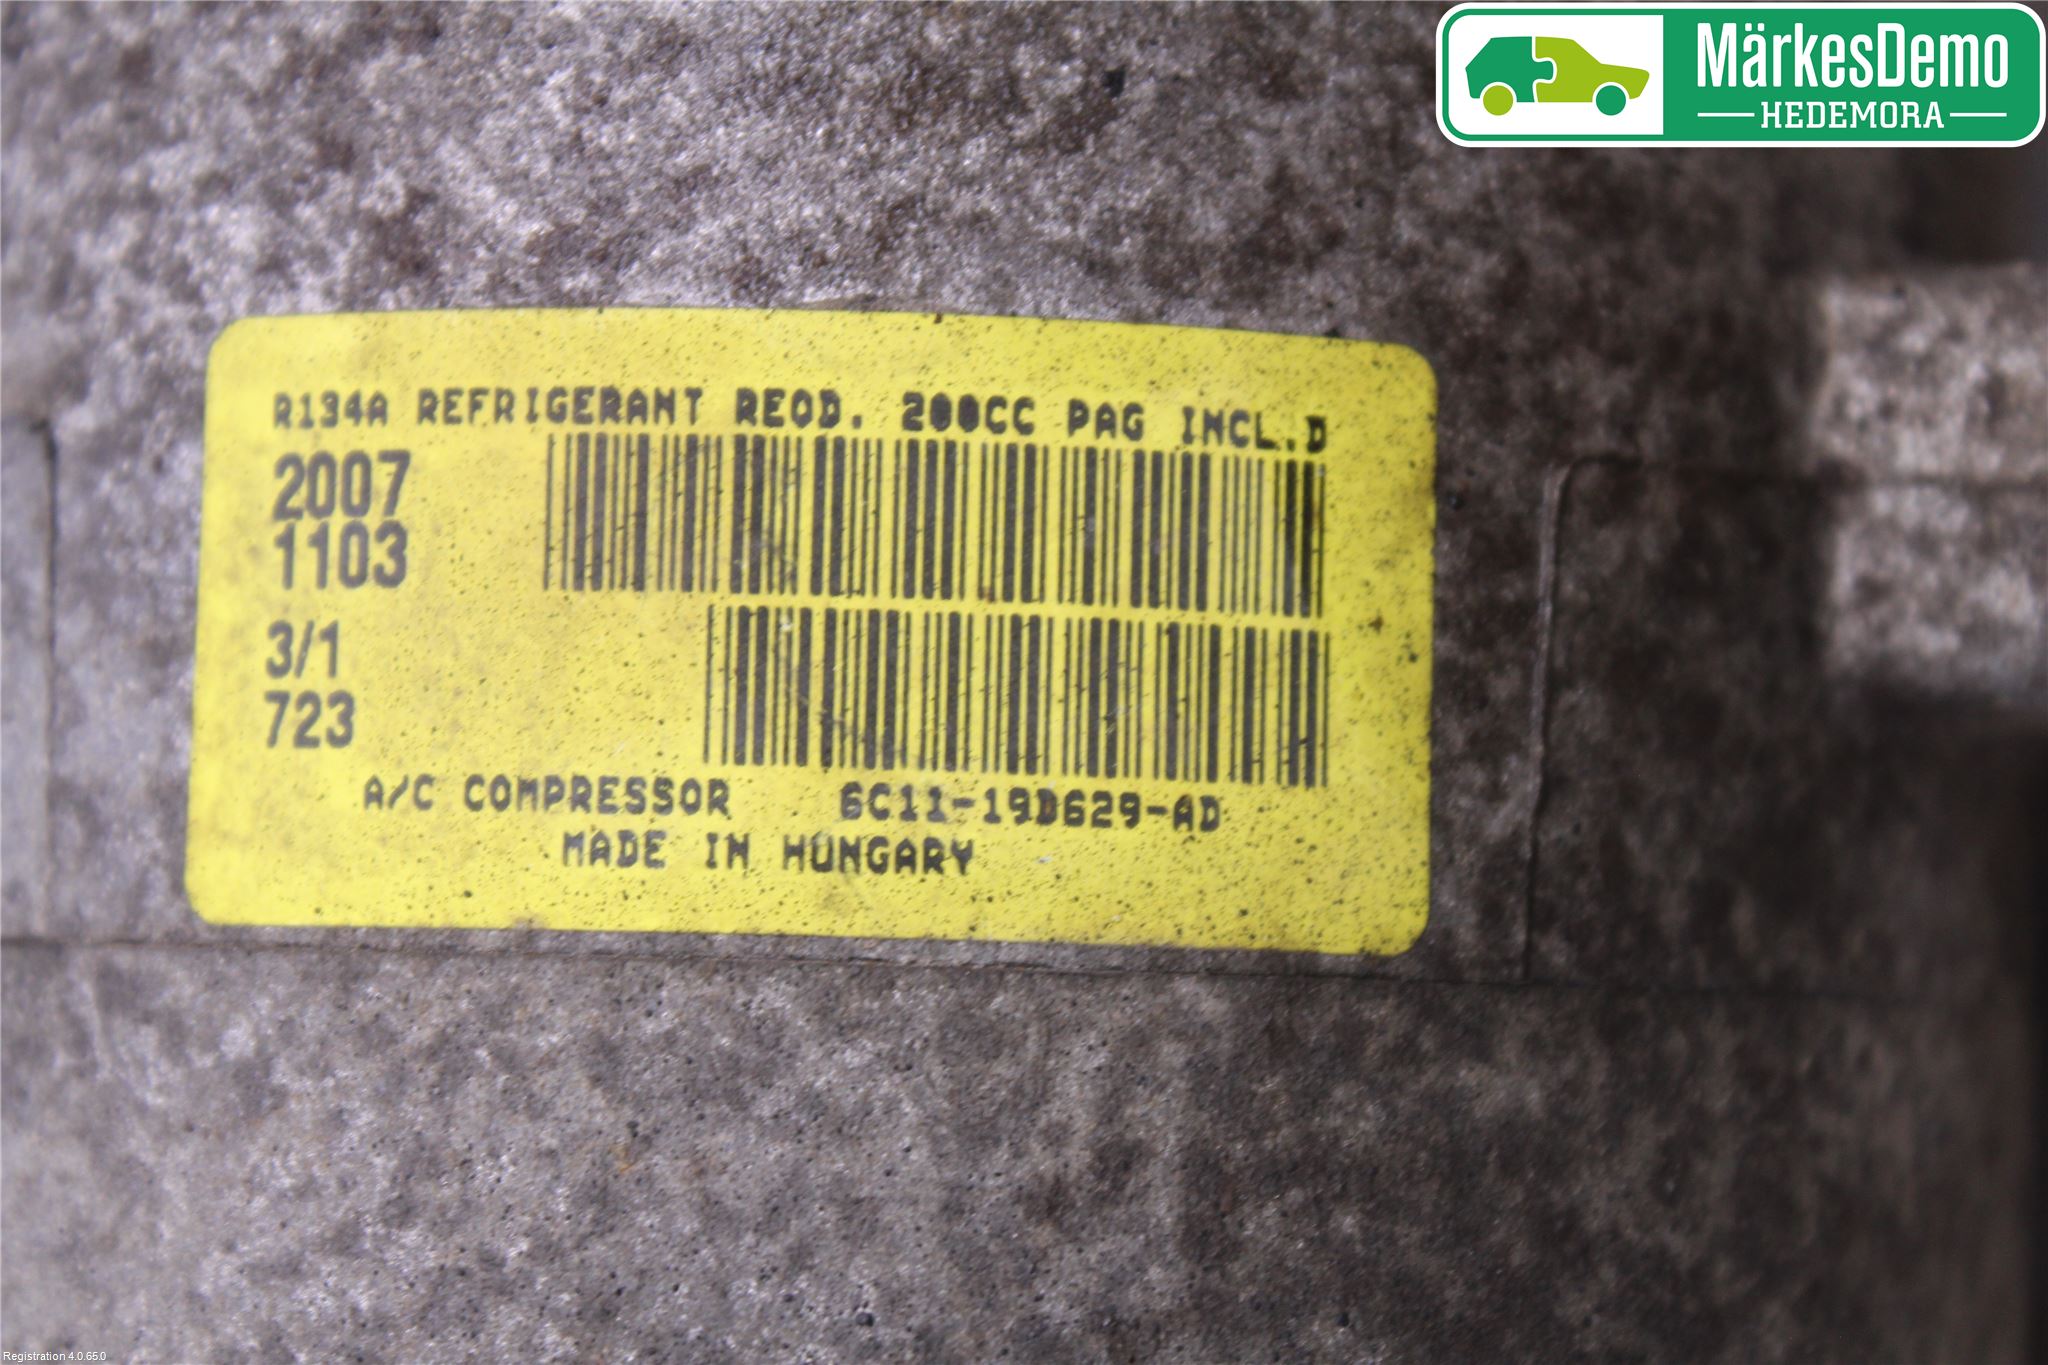 MärkesDemo
HEDEMORA
R134A REFRIGERANT REQD. 200CC PAG INCL.D
2007
1103
3/1
723
A/C COMPRESSOR 6C11-19D629-AD
MADE IN HUNGARY
Registration 4.0.65.0